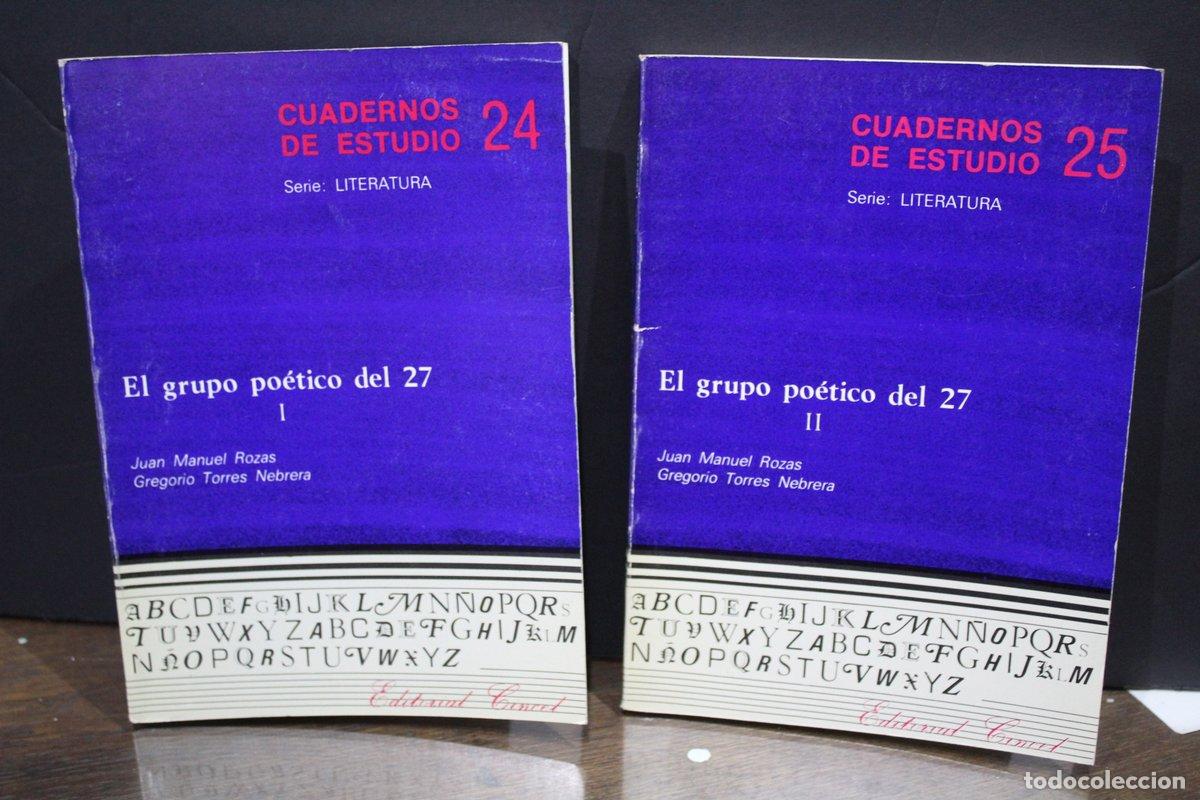 CUADERNOS
DE ESTUDIO 24
Serie: LITERATURA
El grupo poético del 27
I
Juan Manuel Rozas
Gregorio Torres Nebrera
ABCDEFGHIJKLMNÑOPQRS
TUVWXYZABCDEFGHIJKLM
NÑOPQRSTUVWXYZ
Editorial Cincel
CUADERNOS
DE ESTUDIO 25
Serie: LITERATURA
El grupo poético del 27
II
Juan Manuel Rozas
Gregorio Torres Nebrera
ABCDEFGHIJKLMNÑOPQRS
TUVWXYZABCDEFGHIJKLM
NÑOPQRSTUVWXYZ
Editorial Cincel
todocoleccion